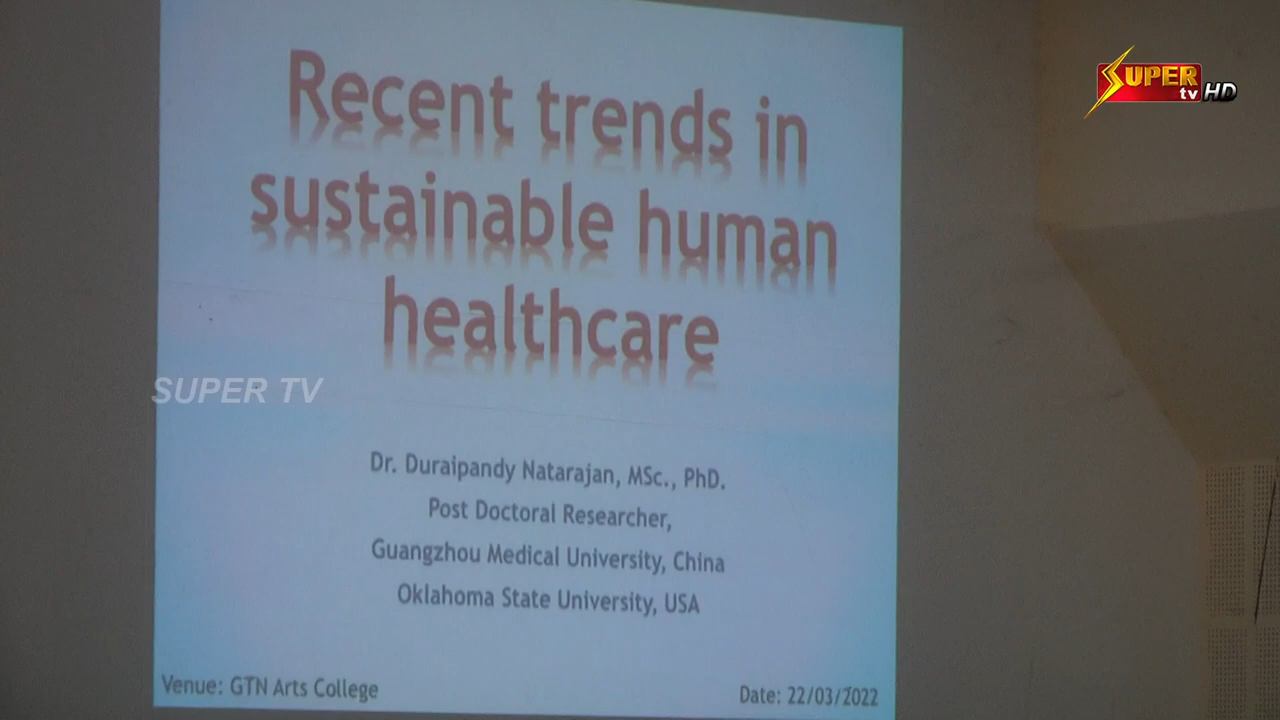 SUPER
tv HD
Recent trends in
sustainable human
healthcare
SUPER TV
Dr. Duraipandy Natarajan, MSc., PhD.
Post Doctoral Researcher,
Guangzhou Medical University, China
Oklahoma State University, USA
Venue: GTN Arts College
Date: 22/03/2022